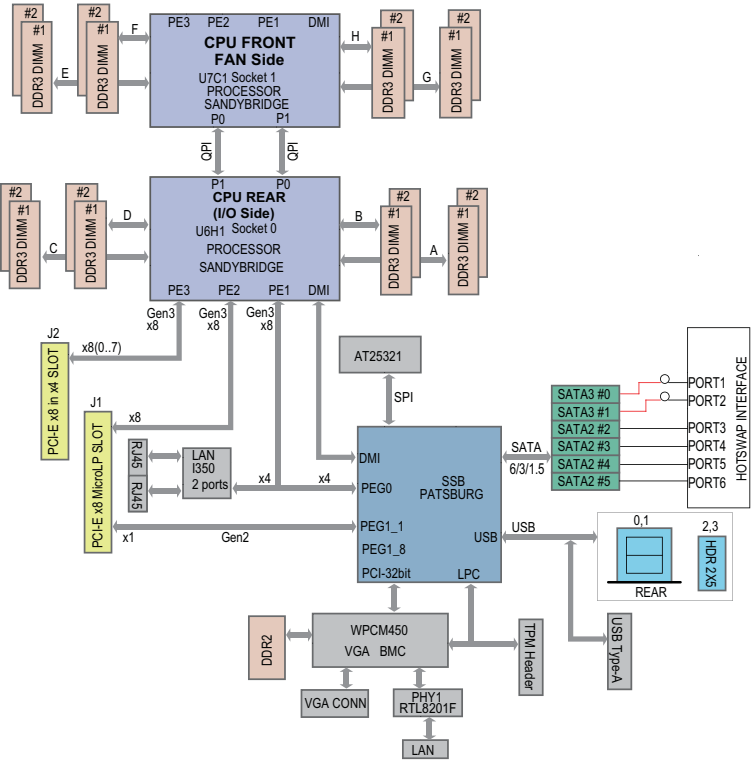 #2
#1
DDR3 DIMM
#2
#1
DDR3 DIMM
F
E
PE3 PE2 PE1 DMI
CPU FRONT
FAN Side
U7C1 Socket 1
PROCESSOR
SANDYBRIDGE
P0 P1
H
G
#2
#1
DDR3 DIMM
#2
#1
DDR3 DIMM
QPI
QPI
#2
#1
DDR3 DIMM
#2
#1
DDR3 DIMM
D
C
P1 P0
CPU REAR
(I/O Side)
U6H1 Socket 0
PROCESSOR
SANDYBRIDGE
PE3 PE2 PE1 DMI
B
A
#2
#1
DDR3 DIMM
#2
#1
DDR3 DIMM
Gen3
x8
Gen3
x8
Gen3
x8
J2
x8(0..7)
PCI-E x8 in x4 SLOT
J1
x8
PCI-E x8 MicroLP SLOT
RJ45
RJ45
LAN
I350
2 ports
x4
x4
x1
Gen2
AT25321
SPI
DMI
PEG0
SSB
PATSBURG
PEG1_1
PEG1_8
PCI-32bit
USB
LPC
SATA
6/3/1.5
SATA3 #0
SATA3 #1
SATA2 #2
SATA2 #3
SATA2 #4
SATA2 #5
PORT1
PORT2
PORT3
PORT4
PORT5
PORT6
HOTSWAP INTERFACE
USB
0,1
REAR
2,3
HDR 2X5
USB Type-A
DDR2
WPCM450
VGA BMC
TPM Header
VGA CONN
PHY1
RTL8201F
LAN